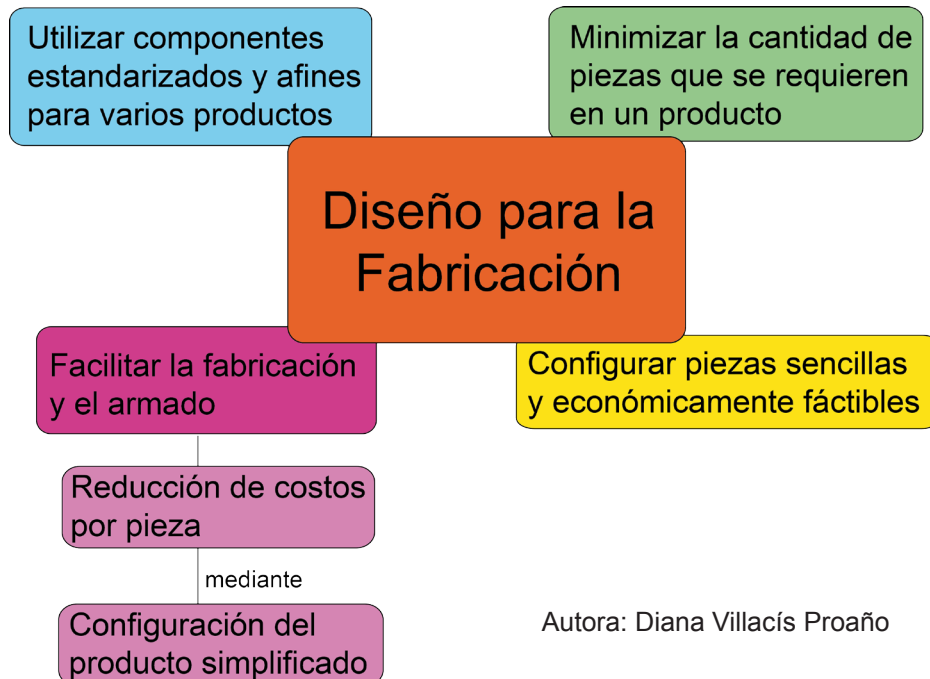 Utilizar componentes
estandarizados y afines
para varios productos
Minimizar la cantidad de
piezas que se requieren
en un producto
Diseño para la
Fabricación
Facilitar la fabricación
y el armado
Configurar piezas sencillas
y económicamente fáctibles
Reducción de costos
por pieza
mediante
Configuración del
producto simplificado
Autora: Diana Villacís Proaño